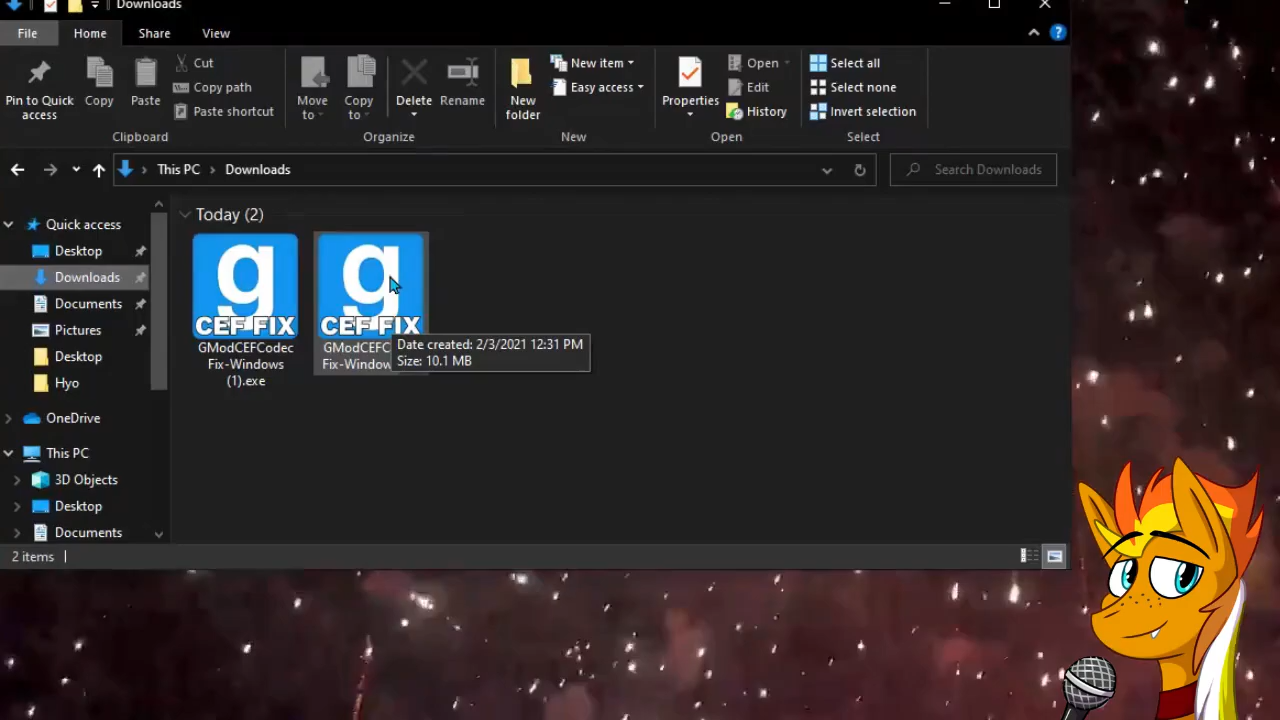 Downloads
File
Home
Share
View
Pin to Quick
access
Copy
Paste
Cut
Copy path
Paste shortcut
Clipboard
Move
to
Copy
to
Delete
Rename
Organize
New
folder
New item
Easy access
New
Properties
Open
Edit
History
Open
Select all
Select none
Invert selection
Select
This PC
Downloads
Search Downloads
Quick access
Desktop
Downloads
Documents
Pictures
Desktop
Hyo
OneDrive
This PC
3D Objects
Desktop
Documents
Today (2)
g
CEF FIX
GModCEFCodec
Fix-Windows
(1).exe
g
CEF FIX
GModCEFC
Fix-Window
Date created: 2/3/2021 12:31 PM
Size: 10.1 MB
2 items